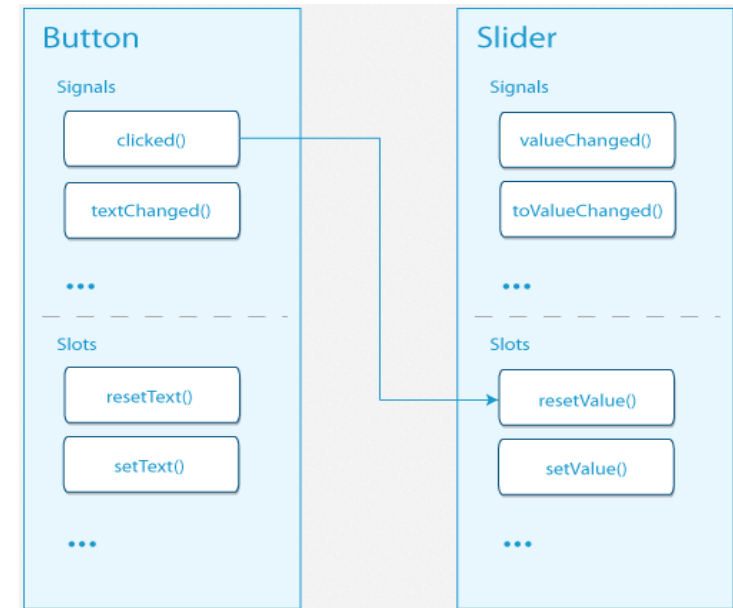 Button
Signals
clicked()
textChanged()
...
Slots
resetText()
setText()
...
Slider
Signals
valueChanged()
toValueChanged()
...
Slots
resetValue()
setValue()
...